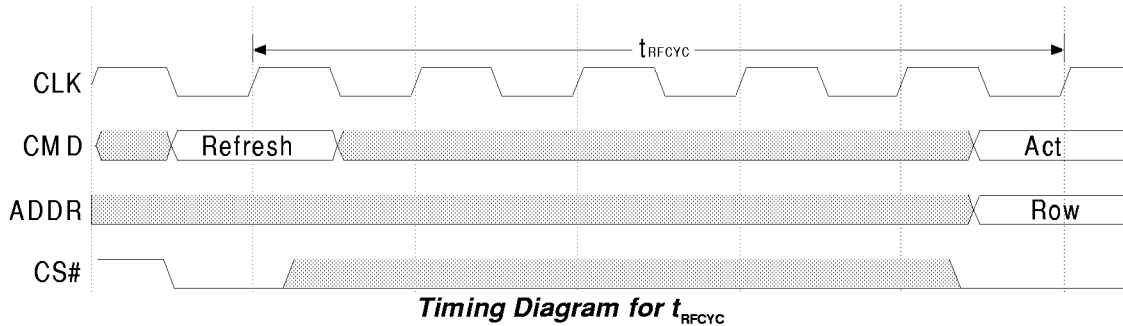 tRFCYC
CLK
CMD Refresh Act
ADDR Row
CS#
Timing Diagram for tRFCYC